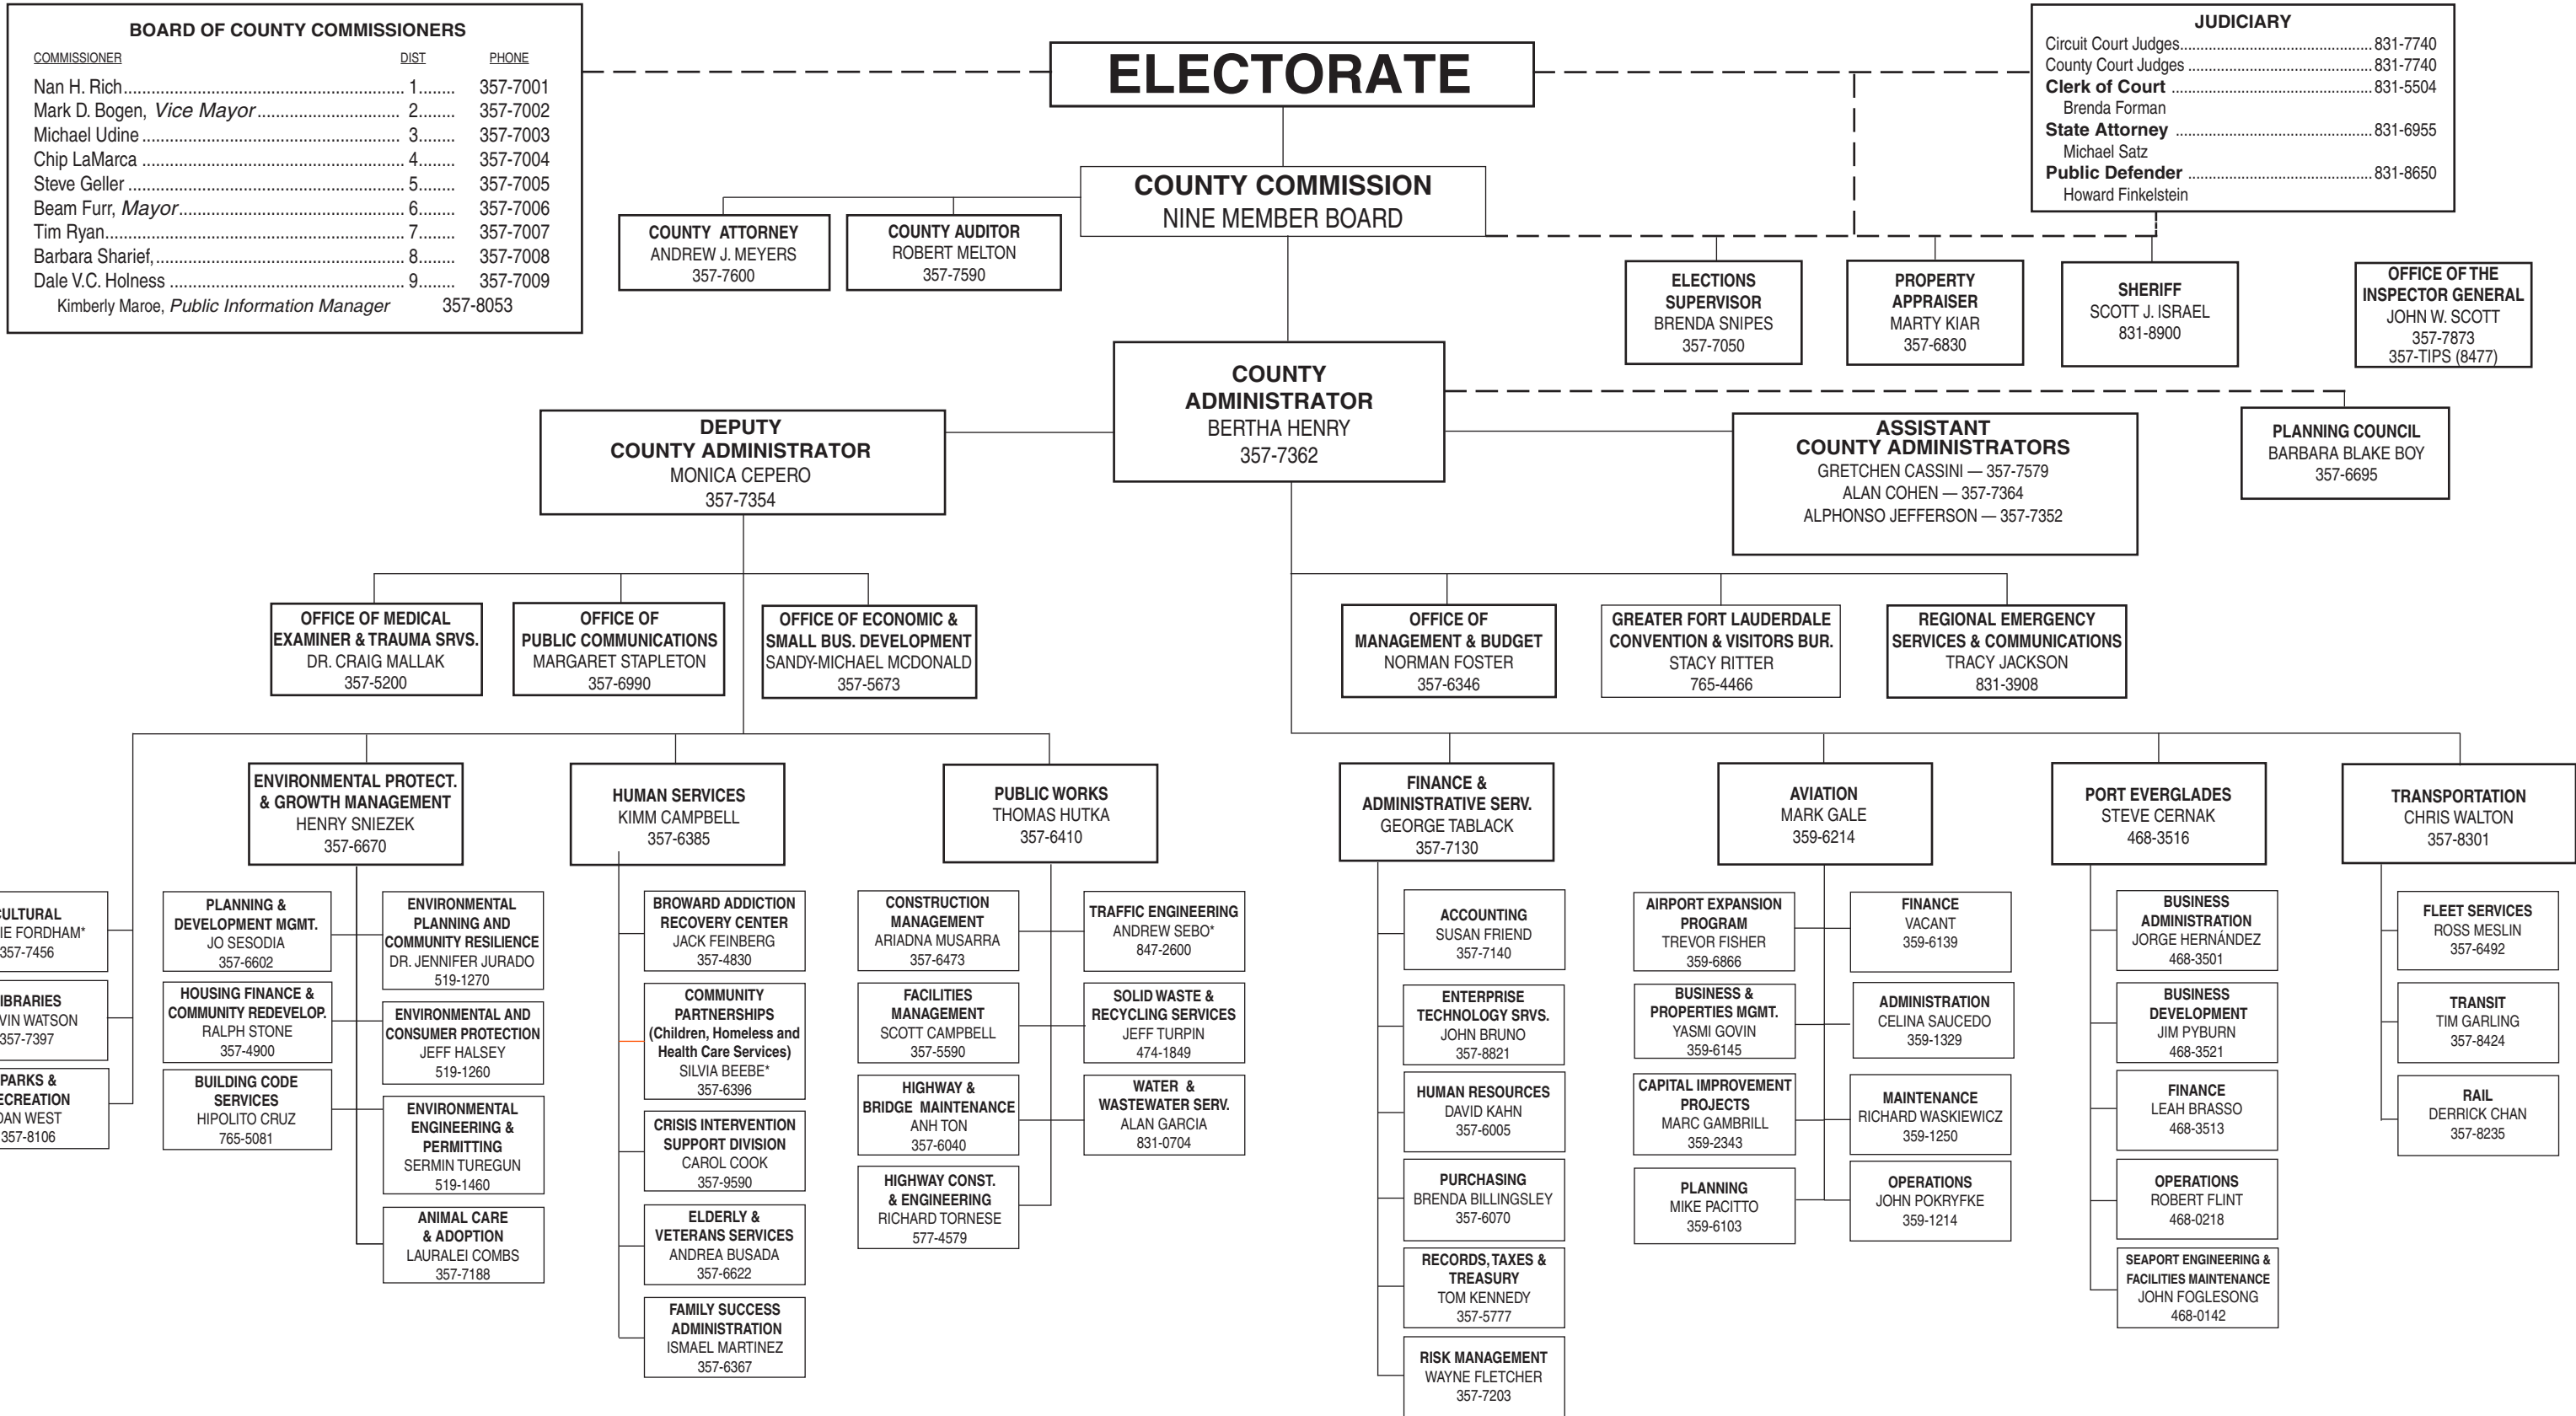 BOARD OF COUNTY COMMISSIONERS
COMMISSIONER DIST PHONE
Nan H. Rich 1 357-7001
Mark D. Bogen, Vice Mayor 2 357-7002
Michael Udine 3 357-7003
Chip LaMarca 4 357-7004
Steve Geller 5 357-7005
Beam Furr, Mayor 6 357-7006
Tim Ryan 7 357-7007
Barbara Sharief, 8 357-7008
Dale V.C. Holness 9 357-7009
Kimberly Maroe, Public Information Manager 357-8053
ELECTORATE
JUDICIARY
Circuit Court Judges 831-7740
County Court Judges 831-7740
Clerk of Court 831-5504
Brenda Forman
State Attorney 831-6955
Michael Satz
Public Defender 831-8650
Howard Finkelstein
COUNTY COMMISSION
NINE MEMBER BOARD
COUNTY ATTORNEY
ANDREW J. MEYERS
357-7600
COUNTY AUDITOR
ROBERT MELTON
357-7590
ELECTIONS
SUPERVISOR
BRENDA SNIPES
357-7050
PROPERTY
APPRAISER
MARTY KIAR
357-6830
SHERIFF
SCOTT J. ISRAEL
831-8900
OFFICE OF THE
INSPECTOR GENERAL
JOHN W. SCOTT
357-7873
357-TIPS (8477)
COUNTY
ADMINISTRATOR
BERTHA HENRY
357-7362
DEPUTY
COUNTY ADMINISTRATOR
MONICA CEPERO
357-7354
ASSISTANT
COUNTY ADMINISTRATORS
GRETCHEN CASSINI — 357-7579
ALAN COHEN — 357-7364
ALPHONSO JEFFERSON — 357-7352
PLANNING COUNCIL
BARBARA BLAKE BOY
357-6695
OFFICE OF MEDICAL
EXAMINER & TRAUMA SRVS.
DR. CRAIG MALLAK
357-5200
OFFICE OF
PUBLIC COMMUNICATIONS
MARGARET STAPLETON
357-6990
OFFICE OF ECONOMIC &
SMALL BUS. DEVELOPMENT
SANDY-MICHAEL MCDONALD
357-5673
OFFICE OF
MANAGEMENT & BUDGET
NORMAN FOSTER
357-6346
GREATER FORT LAUDERDALE
CONVENTION & VISITORS BUR.
STACY RITTER
765-4466
REGIONAL EMERGENCY
SERVICES & COMMUNICATIONS
TRACY JACKSON
831-3908
ENVIRONMENTAL PROTECT.
& GROWTH MANAGEMENT
HENRY SNIEZEK
357-6670
HUMAN SERVICES
KIMM CAMPBELL
357-6385
PUBLIC WORKS
THOMAS HUTKA
357-6410
FINANCE &
ADMINISTRATIVE SERV.
GEORGE TABLACK
357-7130
AVIATION
MARK GALE
359-6214
PORT EVERGLADES
STEVE CERNAK
468-3516
TRANSPORTATION
CHRIS WALTON
357-8301
ULTURAL
IE FORDHAM*
357-7456
IBRARIES
VIN WATSON
357-7397
PARKS &
ECREATION
DAN WEST
357-8106
PLANNING &
DEVELOPMENT MGMT.
JO SESODIA
357-6602
HOUSING FINANCE &
COMMUNITY REDEVELOP.
RALPH STONE
357-4900
BUILDING CODE
SERVICES
HIPOLITO CRUZ
765-5081
ENVIRONMENTAL
PLANNING AND
COMMUNITY RESILIENCE
DR. JENNIFER JURADO
519-1270
ENVIRONMENTAL AND
CONSUMER PROTECTION
JEFF HALSEY
519-1260
ENVIRONMENTAL
ENGINEERING &
PERMITTING
SERMIN TUREGUN
519-1460
ANIMAL CARE
& ADOPTION
LAURALEI COMBS
357-7188
BROWARD ADDICTION
RECOVERY CENTER
JACK FEINBERG
357-4830
COMMUNITY
PARTNERSHIPS
(Children, Homeless and
Health Care Services)
SILVIA BEEBE*
357-6396
CRISIS INTERVENTION
SUPPORT DIVISION
CAROL COOK
357-9590
ELDERLY &
VETERANS SERVICES
ANDREA BUSADA
357-6622
FAMILY SUCCESS
ADMINISTRATION
ISMAEL MARTINEZ
357-6367
CONSTRUCTION
MANAGEMENT
ARIADNA MUSARRA
357-6473
FACILITIES
MANAGEMENT
SCOTT CAMPBELL
357-5590
HIGHWAY &
BRIDGE MAINTENANCE
ANH TON
357-6040
HIGHWAY CONST.
& ENGINEERING
RICHARD TORNESE
577-4579
TRAFFIC ENGINEERING
ANDREW SEBO*
847-2600
SOLID WASTE &
RECYCLING SERVICES
JEFF TURPIN
474-1849
WATER &
WASTEWATER SERV.
ALAN GARCIA
831-0704
ACCOUNTING
SUSAN FRIEND
357-7140
ENTERPRISE
TECHNOLOGY SRVS.
JOHN BRUNO
357-8821
HUMAN RESOURCES
DAVID KAHN
357-6005
PURCHASING
BRENDA BILLINGSLEY
357-6070
RECORDS, TAXES &
TREASURY
TOM KENNEDY
357-5777
RISK MANAGEMENT
WAYNE FLETCHER
357-7203
AIRPORT EXPANSION
PROGRAM
TREVOR FISHER
359-6866
BUSINESS &
PROPERTIES MGMT.
YASMI GOVIN
359-6145
CAPITAL IMPROVEMENT
PROJECTS
MARC GAMBRILL
359-2343
PLANNING
MIKE PACITTO
359-6103
FINANCE
VACANT
359-6139
ADMINISTRATION
CELINA SAUCEDO
359-1329
MAINTENANCE
RICHARD WASKIEWICZ
359-1250
OPERATIONS
JOHN POKRYFKE
359-1214
BUSINESS
ADMINISTRATION
JORGE HERNÁNDEZ
468-3501
BUSINESS
DEVELOPMENT
JIM PYBURN
468-3521
FINANCE
LEAH BRASSO
468-3513
OPERATIONS
ROBERT FLINT
468-0218
SEAPORT ENGINEERING &
FACILITIES MAINTENANCE
JOHN FOGLESONG
468-0142
FLEET SERVICES
ROSS MESLIN
357-6492
TRANSIT
TIM GARLING
357-8424
RAIL
DERRICK CHAN
357-8235